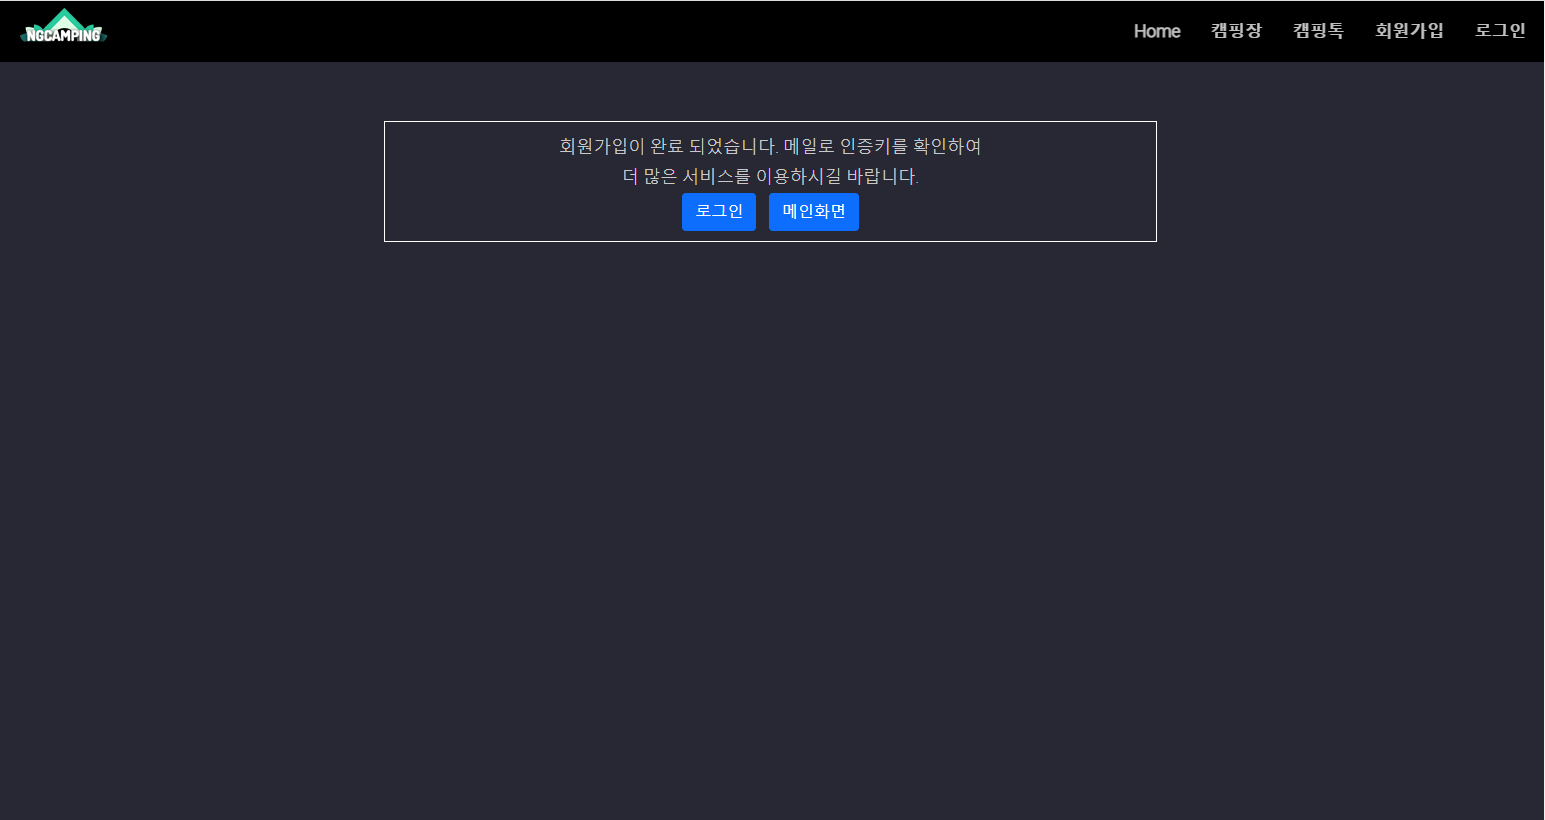 NGCAMPING
Home 캠핑장 캠핑톡 회원가입 로그인
회원가입이 완료 되었습니다. 메일로 인증키를 확인하여
더 많은 서비스를 이용하시길 바랍니다.
로그인 메인화면